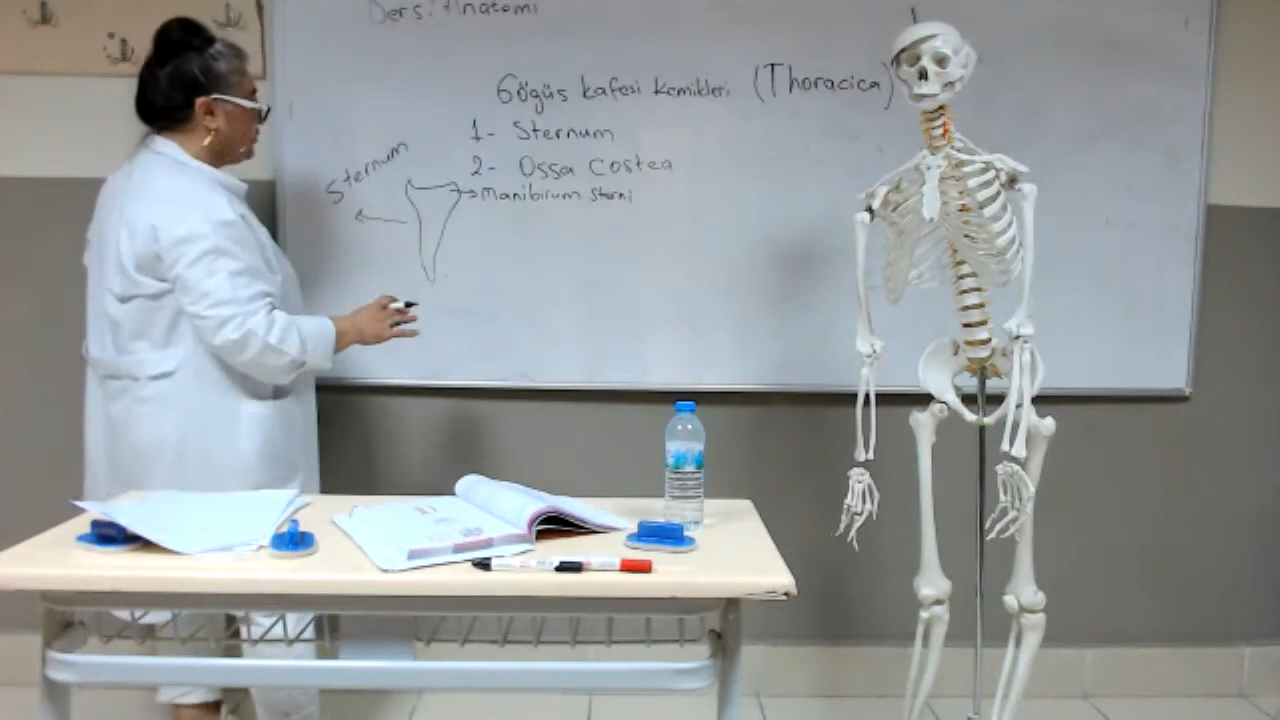 Ders: Anatomi
Göğüs kafesi kemikleri (Thoracica)
1- Sternum
2- Ossa Costea
Sternum
Manibirum sterni